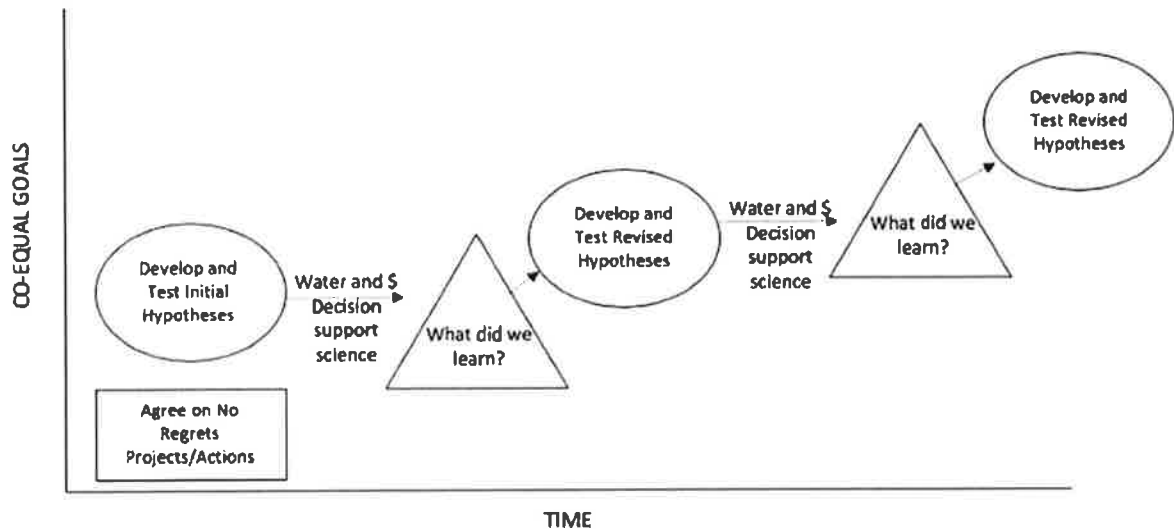 CO-EQUAL GOALS
Develop and
Test Initial
Hypotheses
Water and $
Decision
support
science
What did we
learn?
Develop and
Test Revised
Hypotheses
Water and $
Decision
support
science
What did we
learn?
Develop and
Test Revised
Hypotheses
Agree on No
Regrets
Projects/Actions
TIME